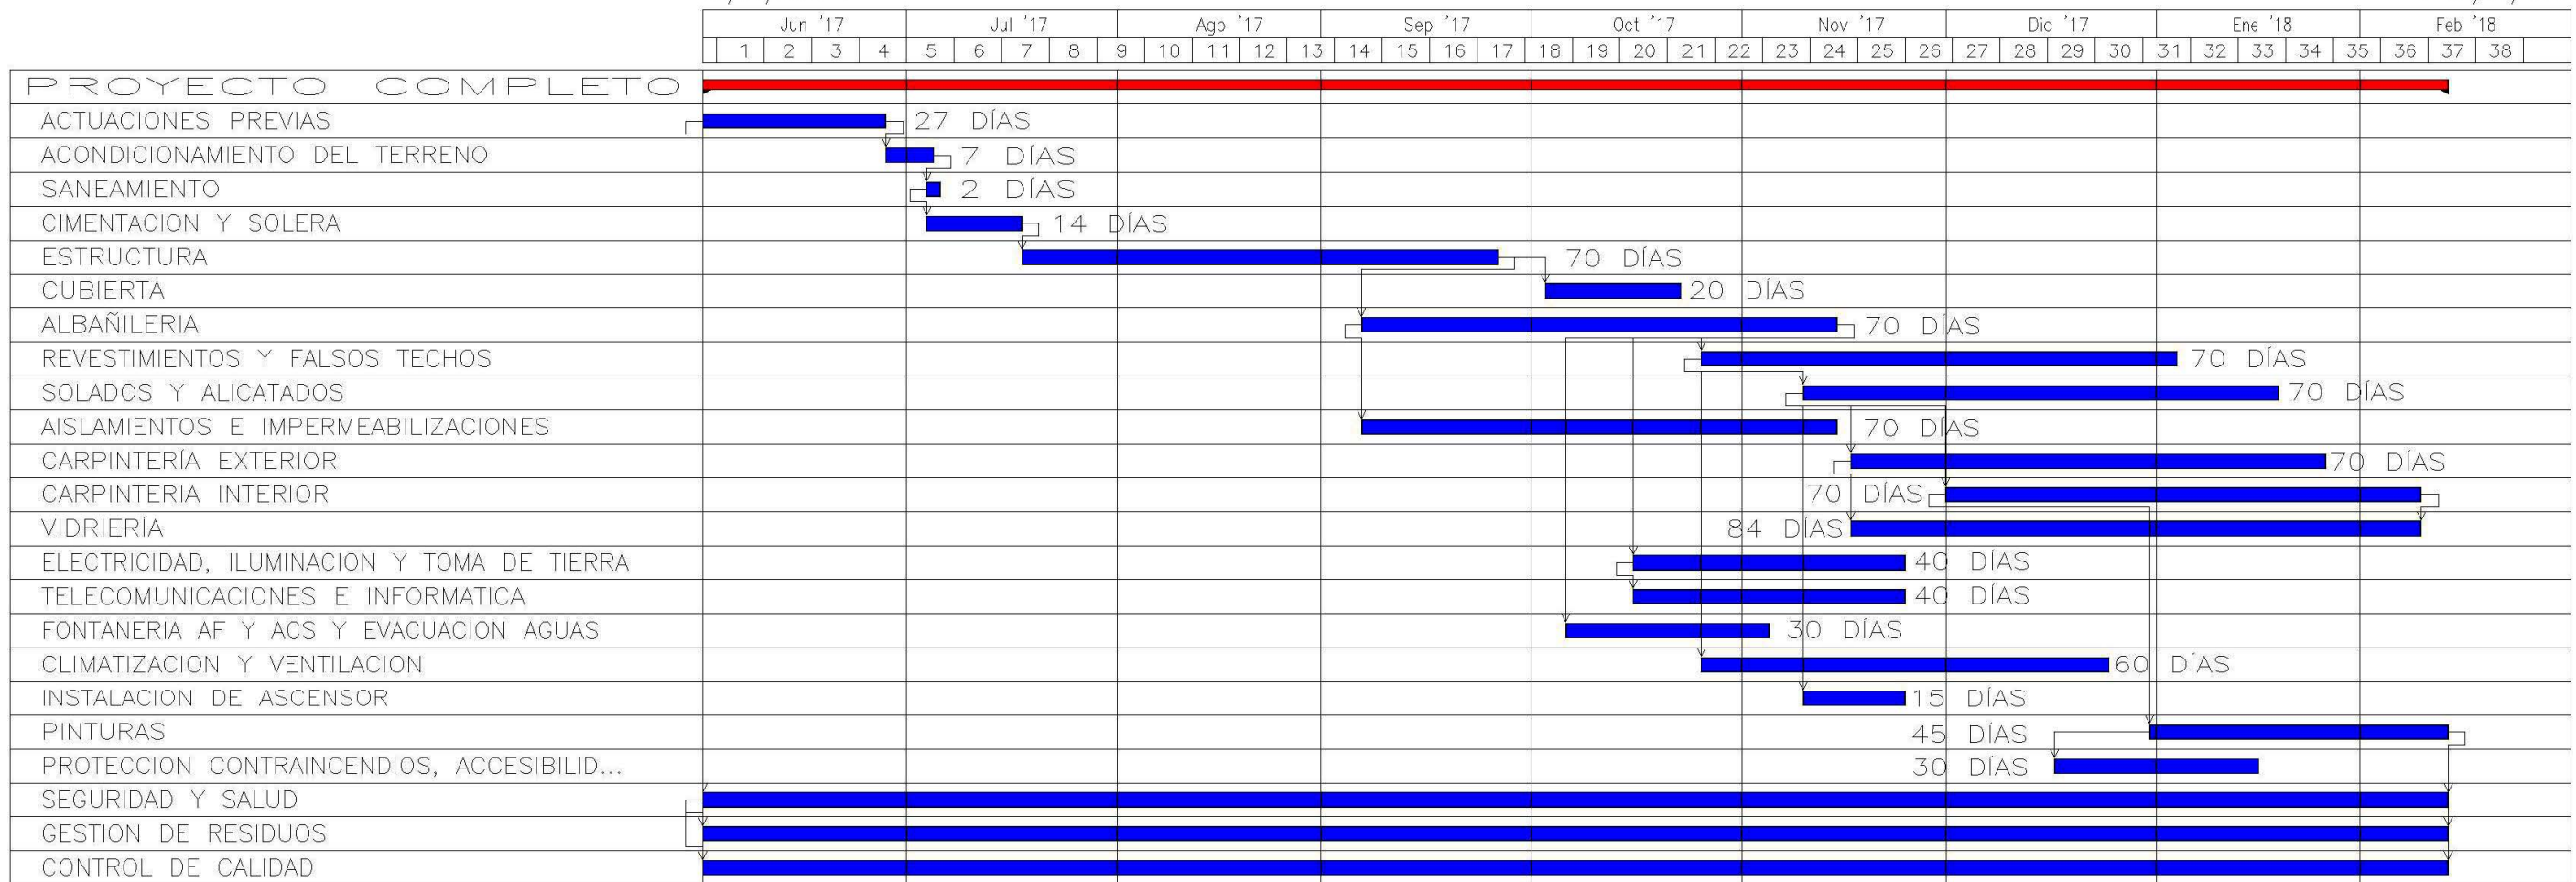 Jun '17 Jul '17 Ago '17 Sep '17 Oct '17 Nov '17 Dic '17 Ene '18 Feb '18
1 2 3 4 5 6 7 8 9 10 11 12 13 14 15 16 17 18 19 20 21 22 23 24 25 26 27 28 29 30 31 32 33 34 35 36 37 38
PROYECTO COMPLETO
ACTUACIONES PREVIAS 27 DÍAS
ACONDICIONAMIENTO DEL TERRENO 7 DÍAS
SANEAMIENTO 2 DÍAS
CIMENTACION Y SOLERA 14 DÍAS
ESTRUCTURA 70 DÍAS
CUBIERTA 20 DÍAS
ALBAÑILERIA 70 DÍAS
REVESTIMIENTOS Y FALSOS TECHOS 70 DÍAS
SOLADOS Y ALICATADOS 70 DÍAS
AISLAMIENTOS E IMPERMEABILIZACIONES 70 DÍAS
CARPINTERÍA EXTERIOR 70 DÍAS
CARPINTERIA INTERIOR 70 DÍAS
VIDRIERÍA 84 DÍAS
ELECTRICIDAD, ILUMINACION Y TOMA DE TIERRA 40 DÍAS
TELECOMUNICACIONES E INFORMATICA 40 DÍAS
FONTANERIA AF Y ACS Y EVACUACION AGUAS 30 DÍAS
CLIMATIZACION Y VENTILACION 60 DÍAS
INSTALACION DE ASCENSOR 15 DÍAS
PINTURAS 45 DÍAS
PROTECCION CONTRAINCENDIOS, ACCESIBILID... 30 DÍAS
SEGURIDAD Y SALUD
GESTION DE RESIDUOS
CONTROL DE CALIDAD